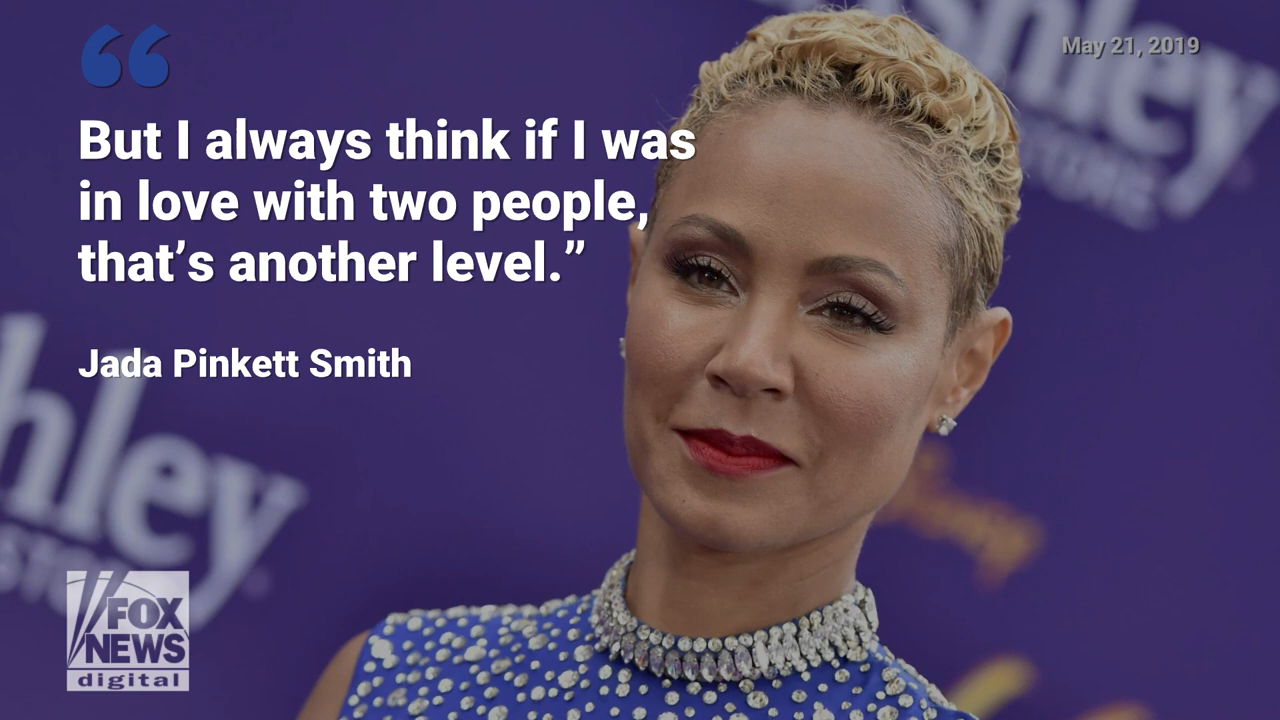 “
May 21, 2019
But I always think if I was
in love with two people,
that’s another level.”
Jada Pinkett Smith
FOX
NEWS
digital